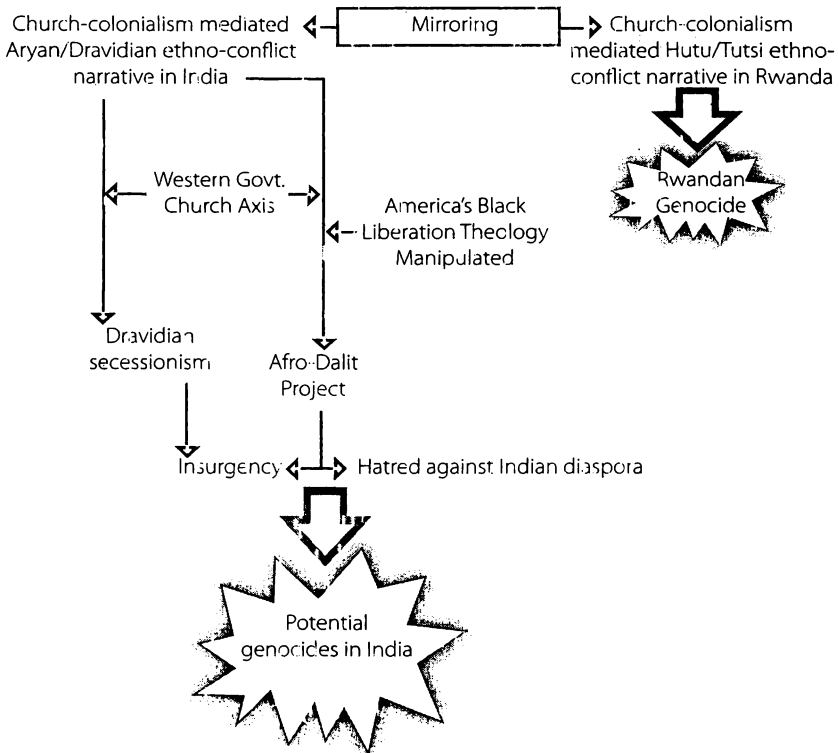 Church-colonialism mediated
Aryan/Dravidian ethno-conflict
narrative in India
Mirroring
Church-colonialism
mediated Hutu/Tutsi ethno-
conflict narrative in Rwanda
Rwandan
Genocide
Western Govt.
Church Axis
America's Black
Liberation Theology
Manipulated
Dravidian
secessionism
Afro-Dalit
Project
Insurgency
Hatred against Indian diaspora
Potential
genocides in India